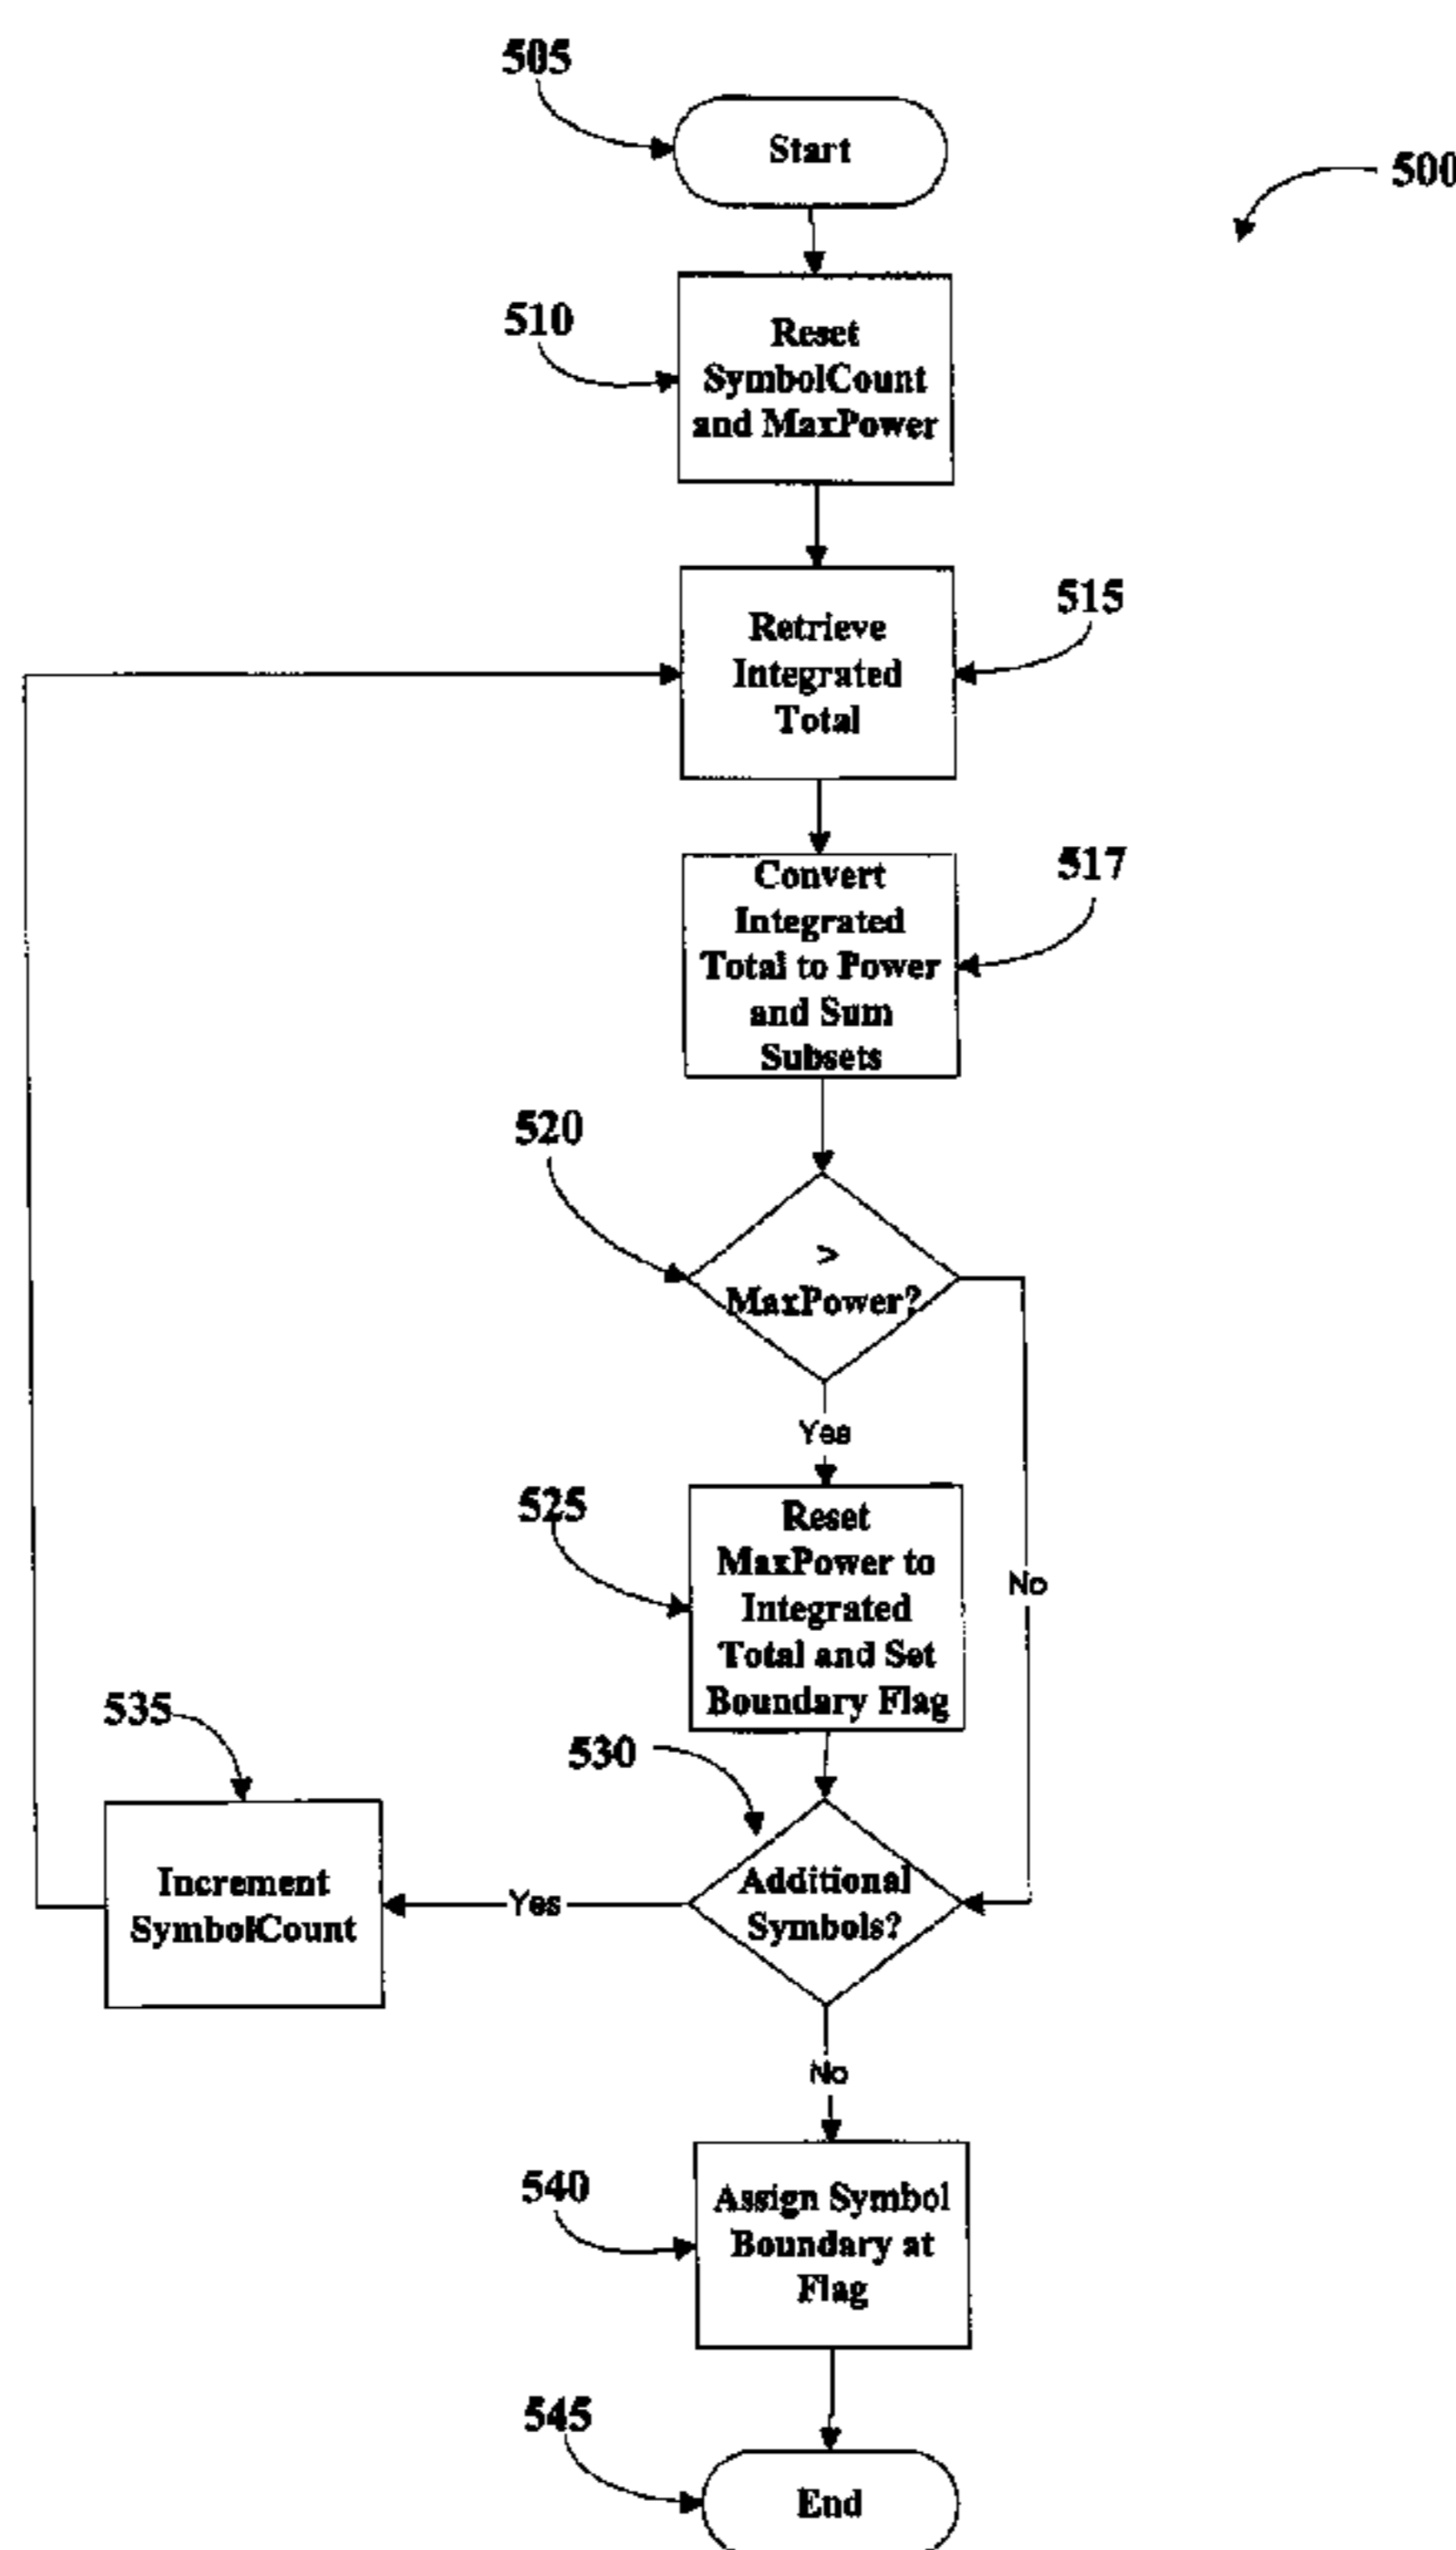 505
Start
500
510
Reset
SymbolCount
and MaxPower
515
Retrieve
Integrated
Total
517
Convert
Integrated
Total to Power
and Sum
Subsets
520
>
MaxPower?
Yes
No
525
Reset
MaxPower to
Integrated
Total and Set
Boundary Flag
530
535
Additional
Symbols?
Yes
Increment
SymbolCount
No
540
Assign Symbol
Boundary at
Flag
545
End